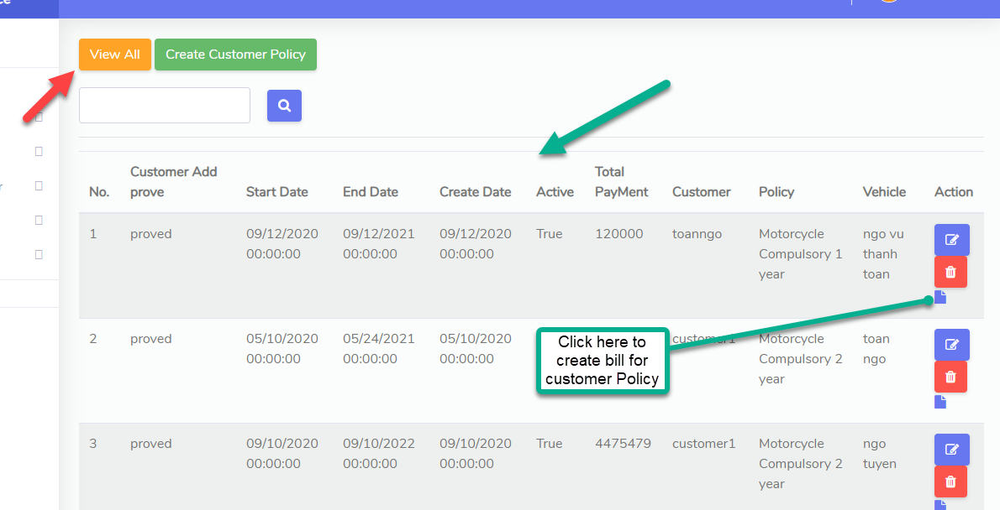 View All
Create Customer Policy
No.
Customer Add
prove
Start Date
End Date
Create Date
Active
Total
PayMent
Customer
Policy
Vehicle
Action
1
proved
09/12/2020
00:00:00
09/12/2021
00:00:00
09/12/2020
00:00:00
True
120000
toanngo
Motorcycle
Compulsory 1
year
ngo vu
thanh
toan
2
proved
05/10/2020
00:00:00
05/24/2021
00:00:00
05/10/2020
00:00:00
Click here to
create bill for
customer Policy
customer1
Motorcycle
Compulsory 2
year
toan
ngo
3
proved
09/10/2020
00:00:00
09/10/2022
00:00:00
09/10/2020
00:00:00
True
4475479
customer1
Motorcycle
Compulsory 2
year
ngo
tuyen